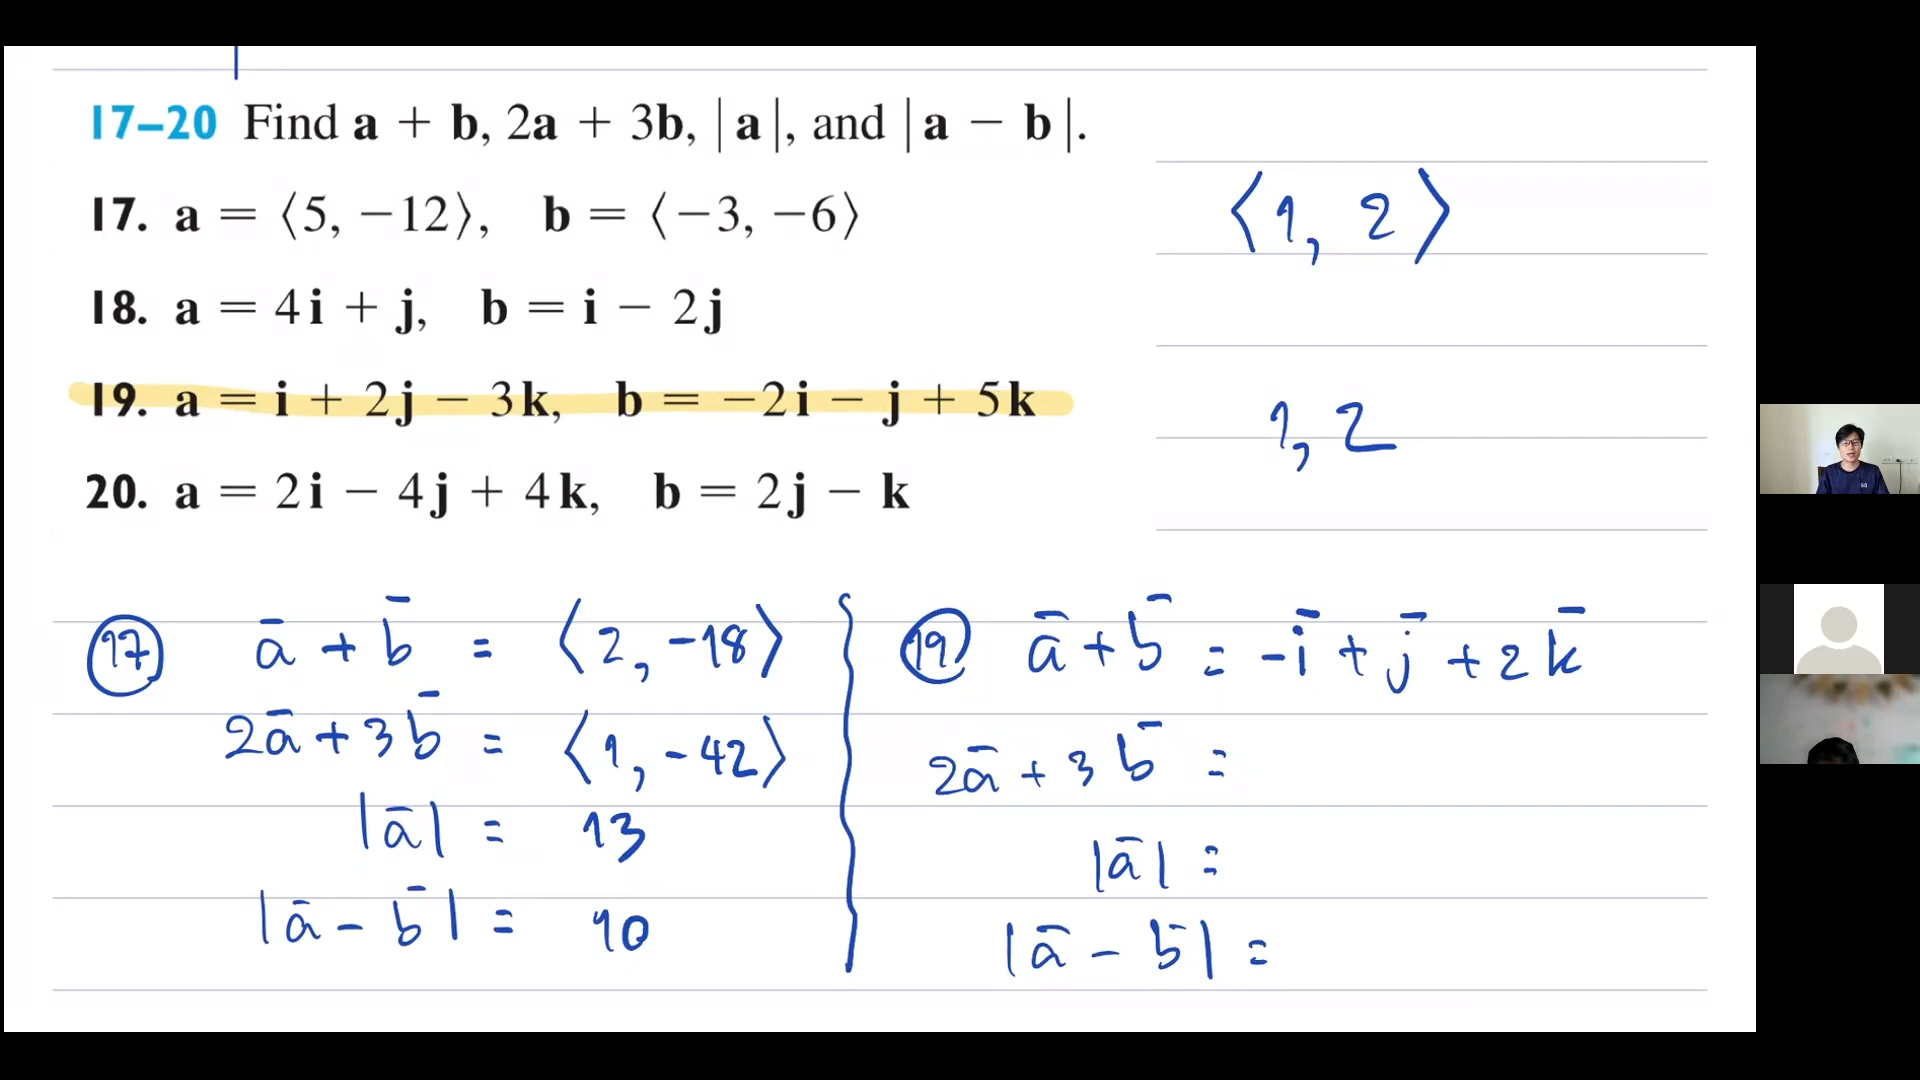 17–20 Find a + b, 2a + 3b, |a|, and |a − b|.
17. a = ⟨5, −12⟩, b = ⟨−3, −6⟩
18. a = 4i + j, b = i − 2j
19. a = i + 2j − 3k, b = −2i − j + 5k
20. a = 2i − 4j + 4k, b = 2j − k
⟨1, 2⟩
1, 2
17 a̅ + b̅ = ⟨2, -18⟩
2a̅ + 3b̅ = ⟨1, -42⟩
|a̅| = 13
|a̅ - b̅| = 10
19 a̅ + b̅ = -i̅ + j̅ + 2k̅
2a̅ + 3b̅ =
|a̅| =
|a̅ - b̅| =